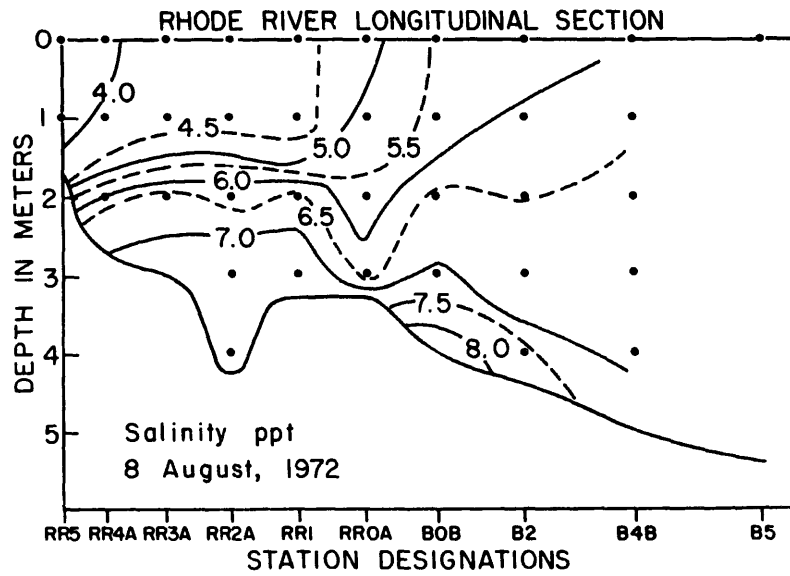 RHODE RIVER LONGITUDINAL SECTION
0
1
2
3
4
5
DEPTH IN METERS
4.0
4.5
5.0
5.5
6.0
6.5
7.0
7.5
8.0
Salinity ppt
8 August, 1972
RR5 RR4A RR3A RR2A RR1 RR0A B0B B2 B4B B5
STATION DESIGNATIONS